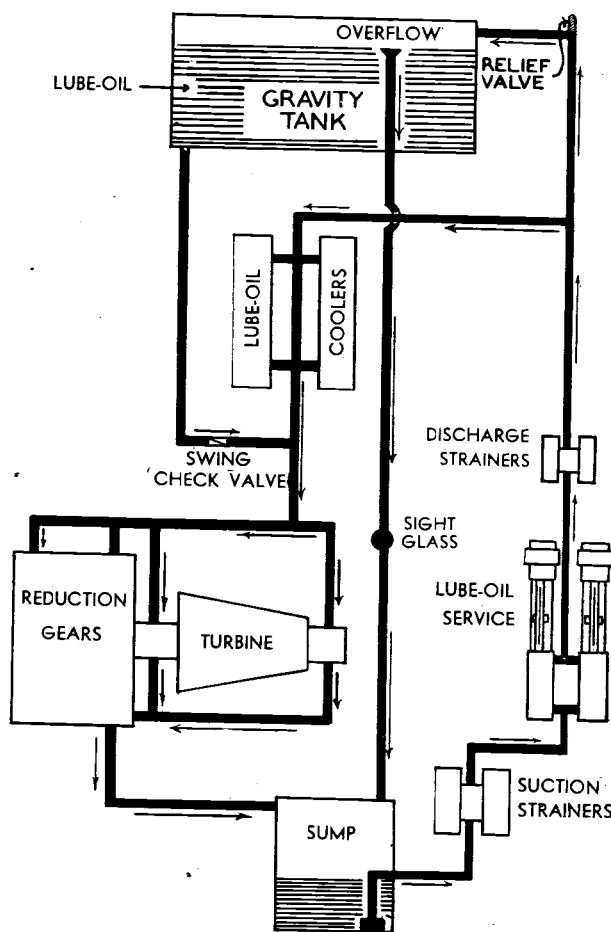 OVERFLOW
RELIEF
VALVE
LUBE-OIL
GRAVITY
TANK
LUBE-OIL
COOLERS
DISCHARGE
STRAINERS
SWING
CHECK VALVE
SIGHT
GLASS
LUBE-OIL
SERVICE
REDUCTION
GEARS
TURBINE
SUCTION
STRAINERS
SUMP